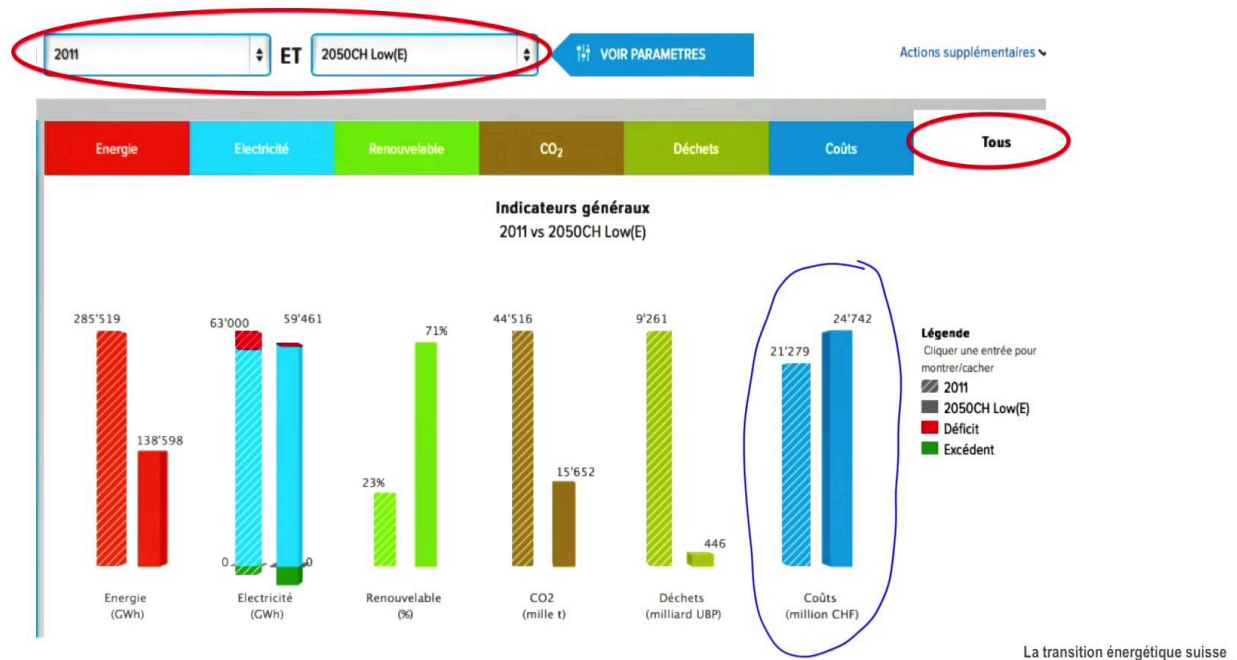 2011 ET 2050CH Low(E) VOIR PARAMETRES Actions supplémentaires
Energie Electricité Renouvelable CO2 Déchets Coûts Tous
Indicateurs généraux
2011 vs 2050CH Low(E)
285'519 63'000 59'461 71% 44'516 9'261 24'742
21'279
138'598 23% 15'652 446
0 0
Energie Electricité Renouvelable CO2 Déchets Coûts
(GWh) (GWh) (%) (mille t) (milliard UBP) (million CHF)
Légende
Cliquer une entrée pour
montrer/cacher
2011
2050CH Low(E)
Déficit
Excédent
La transition énergétique suisse